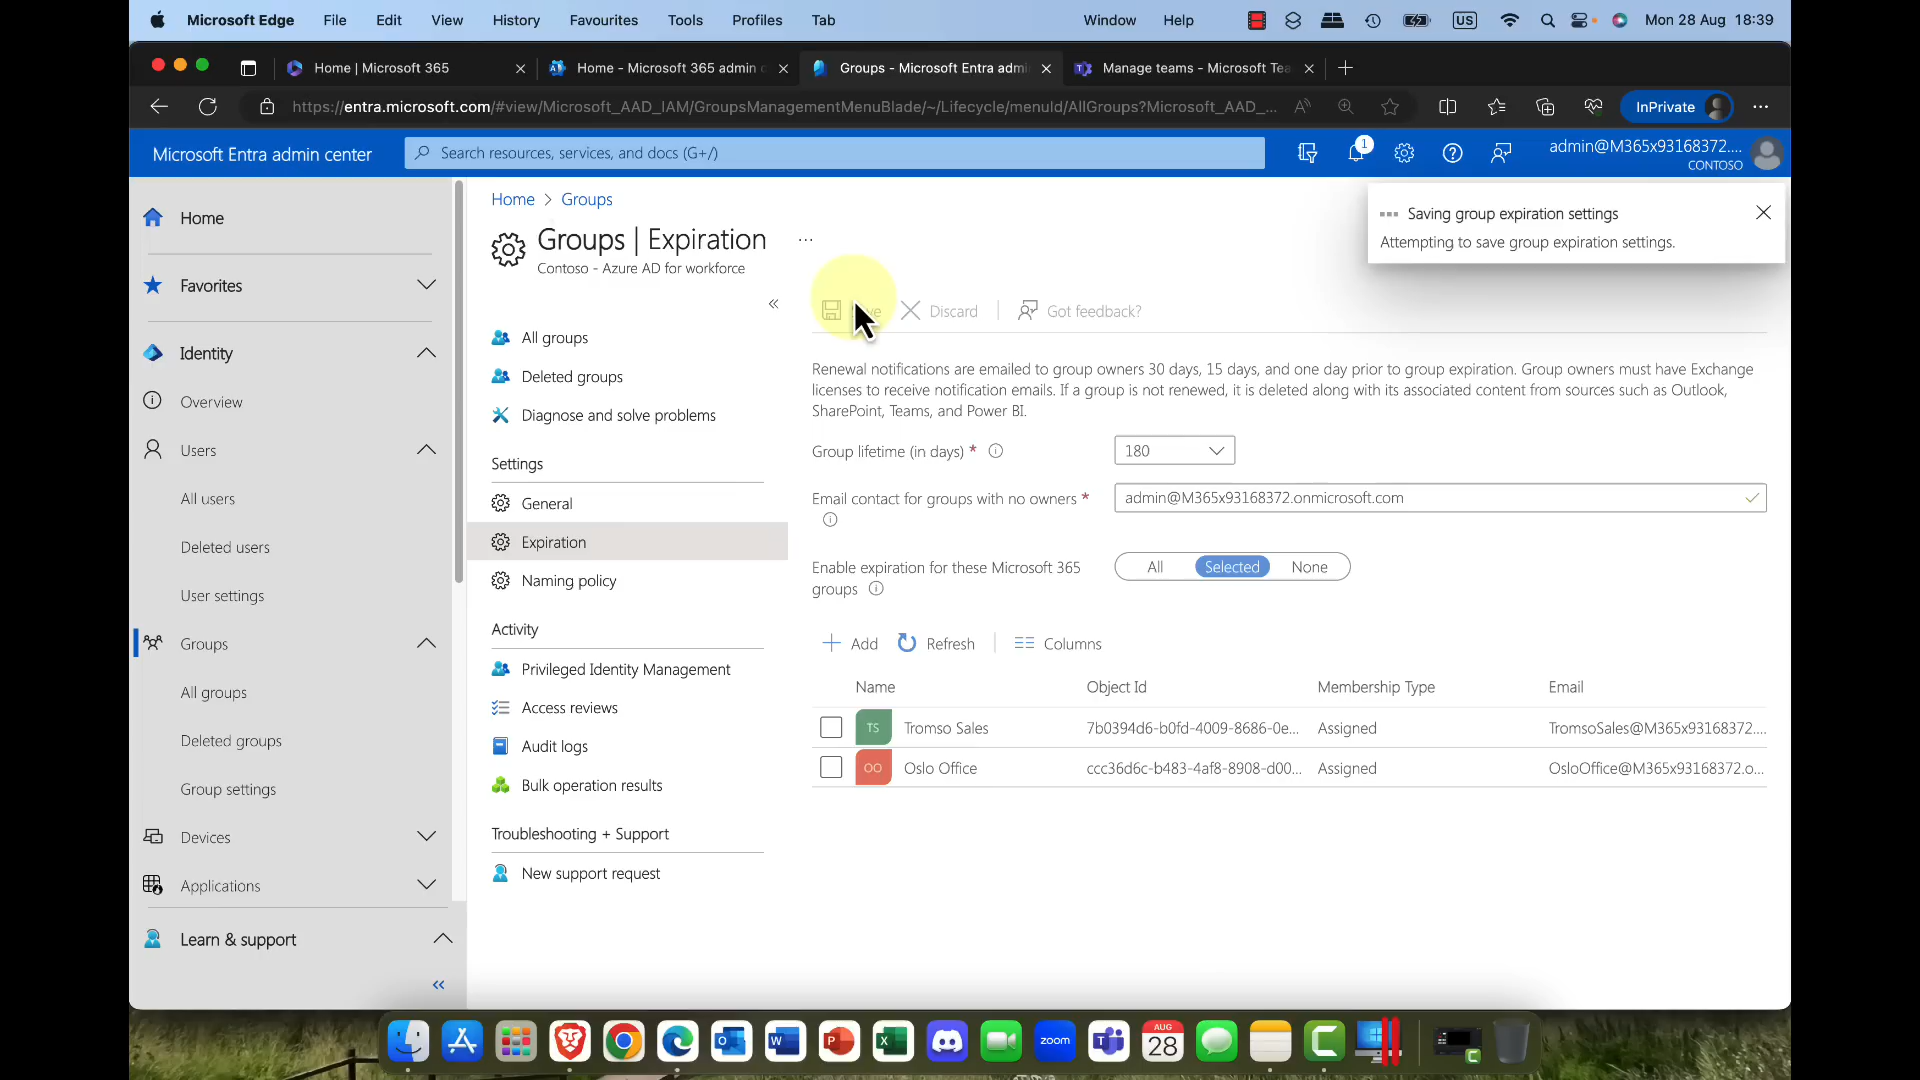 Microsoft Edge File Edit View History Favourites Tools Profiles Tab Window Help US Mon 28 Aug 18:39
Home | Microsoft 365
Home - Microsoft 365 admin c
Groups - Microsoft Entra admi
Manage teams - Microsoft Tea
https://entra.microsoft.com/#view/Microsoft_AAD_IAM/GroupsManagementMenuBlade/~/Lifecycle/menuId/AllGroups?Microsoft_AAD_...
InPrivate
Microsoft Entra admin center
Search resources, services, and docs (G+/)
1
admin@M365x93168372....
CONTOSO
Home
Favorites
Identity
Overview
Users
All users
Deleted users
User settings
Groups
All groups
Deleted groups
Group settings
Devices
Applications
Learn & support
Home > Groups
Groups | Expiration ...
Contoso - Azure AD for workforce
All groups
Deleted groups
Diagnose and solve problems
Settings
General
Expiration
Naming policy
Activity
Privileged Identity Management
Access reviews
Audit logs
Bulk operation results
Troubleshooting + Support
New support request
Saving group expiration settings
Attempting to save group expiration settings.
Discard
Got feedback?
Renewal notifications are emailed to group owners 30 days, 15 days, and one day prior to group expiration. Group owners must have Exchange
licenses to receive notification emails. If a group is not renewed, it is deleted along with its associated content from sources such as Outlook,
SharePoint, Teams, and Power BI.
Group lifetime (in days) * 180
Email contact for groups with no owners * admin@M365x93168372.onmicrosoft.com
Enable expiration for these Microsoft 365
groups
All Selected None
Add Refresh Columns
Name Object Id Membership Type Email
TS Tromso Sales 7b0394d6-b0fd-4009-8686-0e... Assigned TromsoSales@M365x93168372....
OO Oslo Office ccc36d6c-b483-4af8-8908-d00... Assigned OsloOffice@M365x93168372.o...
AUG
28
zoom